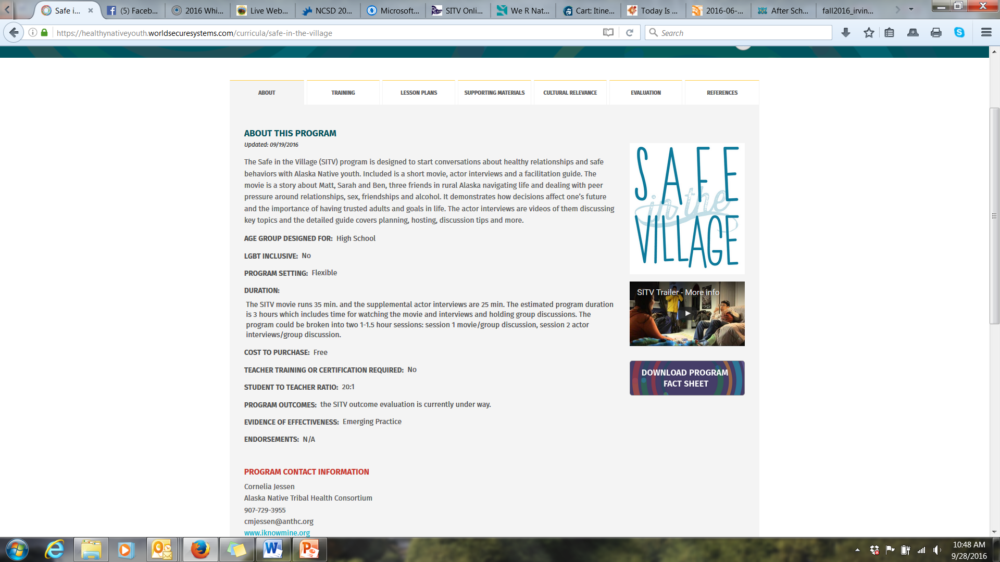 Safe i...
(5) Faceb...
2016 Whi...
Live Web...
NCSD 20...
Microsoft...
SITV Onli...
We R Nat...
Cart: Itine...
Today Is ...
2016-06-...
After Sch...
fall2016_irvin...
https://healthynativeyouth.worldsecuresystems.com/curricula/safe-in-the-village
Search
ABOUT
TRAINING
LESSON PLANS
SUPPORTING MATERIALS
CULTURAL RELEVANCE
EVALUATION
REFERENCES
ABOUT THIS PROGRAM
Updated: 09/19/2016
The Safe in the Village (SITV) program is designed to start conversations about healthy relationships and safe
behaviors with Alaska Native youth. Included is a short movie, actor interviews and a facilitation guide. The
movie is a story about Matt, Sarah and Ben, three friends in rural Alaska navigating life and dealing with peer
pressure around relationships, sex, friendships and alcohol. It demonstrates how decisions affect one's future
and the importance of having trusted adults and goals in life. The actor interviews are videos of them discussing
key topics and the detailed guide covers planning, hosting, discussion tips and more.
AGE GROUP DESIGNED FOR: High School
LGBT INCLUSIVE: No
PROGRAM SETTING: Flexible
DURATION:
The SITV movie runs 35 min. and the supplemental actor interviews are 25 min. The estimated program duration
is 3 hours which includes time for watching the movie and interviews and holding group discussions. The
program could be broken into two 1-1.5 hour sessions: session 1 movie/group discussion, session 2 actor
interviews/group discussion.
COST TO PURCHASE: Free
TEACHER TRAINING OR CERTIFICATION REQUIRED: No
STUDENT TO TEACHER RATIO: 20:1
PROGRAM OUTCOMES: the SITV outcome evaluation is currently under way.
EVIDENCE OF EFFECTIVENESS: Emerging Practice
ENDORSEMENTS: N/A
PROGRAM CONTACT INFORMATION
Cornelia Jessen
Alaska Native Tribal Health Consortium
907-729-3955
cmjessen@anthc.org
www.iknowmine.org
SAFE
in the
VILLAGE
SITV Trailer - More info
DOWNLOAD PROGRAM
FACT SHEET
10:48 AM
9/28/2016